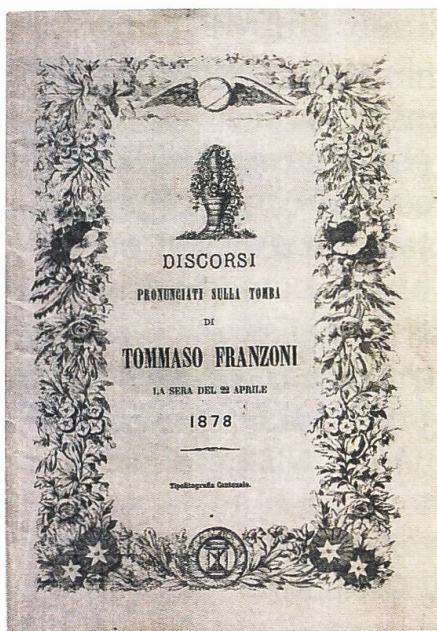 DISCORSI
PRONUNCIATI SULLA TOMBA
DI
TOMMASO FRANZONI
LA SERA DEL 22 APRILE
1878
Tipolitografia Cantonale.